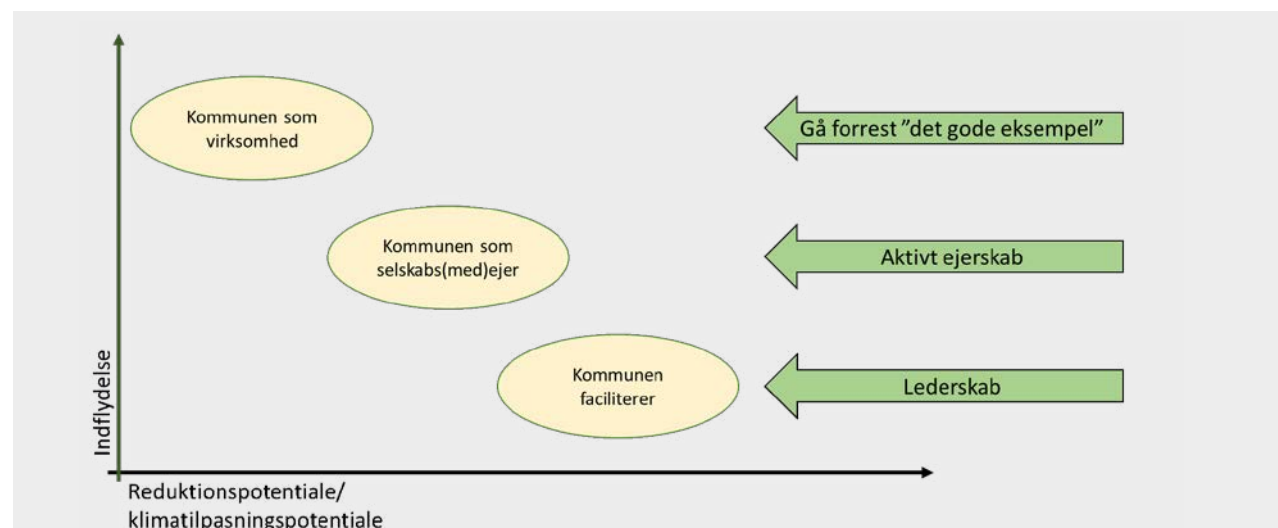 Kommunen som
virksomhed
Gå forrest ”det gode eksempel”
Kommunen som
selskabs(med)ejer
Aktivt ejerskab
Kommunen
faciliterer
Lederskab
Indflydelse
Reduktionspotentiale/
klimatilpasningspotentiale